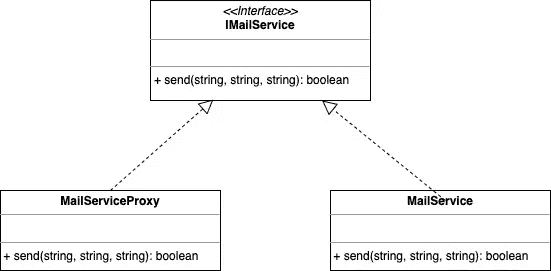 <<Interface>>
IMailService
+ send(string, string, string): boolean
MailServiceProxy
+ send(string, string, string): boolean
MailService
+ send(string, string, string): boolean